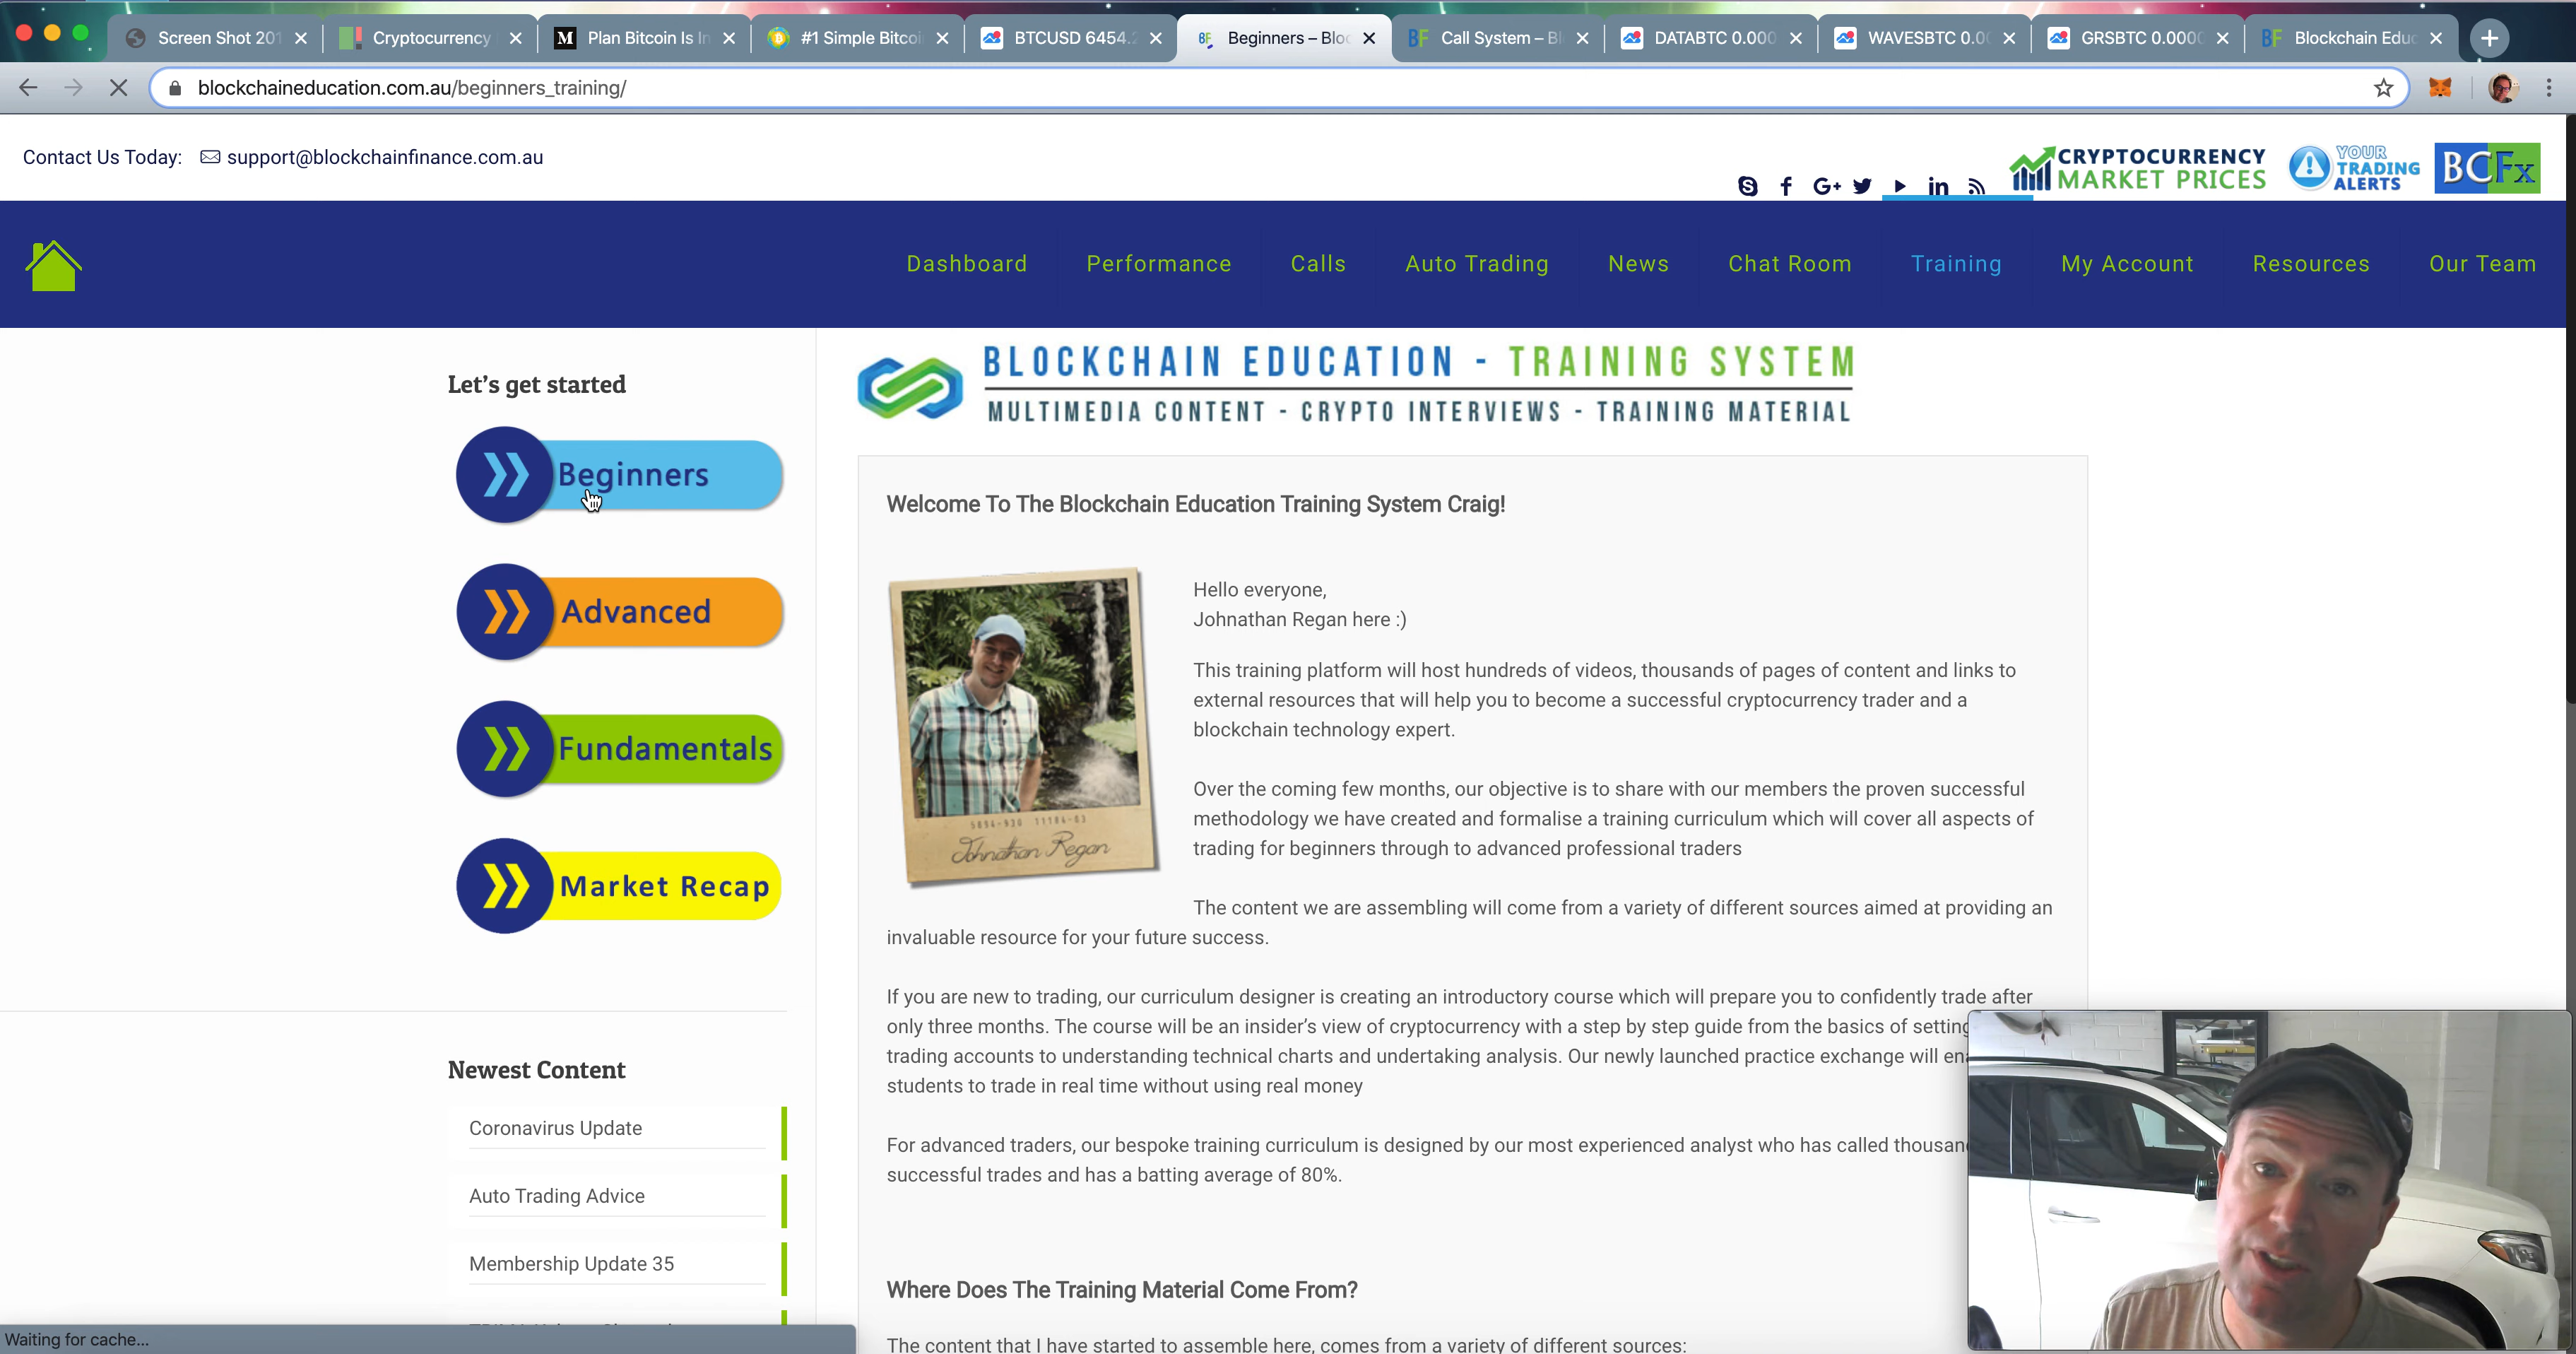 Screen Shot 201
Cryptocurrency
M Plan Bitcoin Is In
#1 Simple Bitcoi
BTCUSD 6454.2
BF Beginners – Bloc
BF Call System – Bl
DATABTC 0.000
WAVESBTC 0.00
GRSBTC 0.0000
BF Blockchain Educ
blockchaineducation.com.au/beginners_training/
Contact Us Today: support@blockchainfinance.com.au
CRYPTOCURRENCY
MARKET PRICES
YOUR
TRADING
ALERTS
BCFx
Dashboard Performance Calls Auto Trading News Chat Room Training My Account Resources Our Team
Let's get started
Beginners
Advanced
Fundamentals
Market Recap
Newest Content
Coronavirus Update
Auto Trading Advice
Membership Update 35
Waiting for cache...
BLOCKCHAIN EDUCATION - TRAINING SYSTEM
MULTIMEDIA CONTENT - CRYPTO INTERVIEWS - TRAINING MATERIAL
Welcome To The Blockchain Education Training System Craig!
Johnathan Regan
Hello everyone,
Johnathan Regan here :)
This training platform will host hundreds of videos, thousands of pages of content and links to
external resources that will help you to become a successful cryptocurrency trader and a
blockchain technology expert.
Over the coming few months, our objective is to share with our members the proven successful
methodology we have created and formalise a training curriculum which will cover all aspects of
trading for beginners through to advanced professional traders
The content we are assembling will come from a variety of different sources aimed at providing an
invaluable resource for your future success.
If you are new to trading, our curriculum designer is creating an introductory course which will prepare you to confidently trade after
only three months. The course will be an insider's view of cryptocurrency with a step by step guide from the basics of setting
trading accounts to understanding technical charts and undertaking analysis. Our newly launched practice exchange will ena
students to trade in real time without using real money
For advanced traders, our bespoke training curriculum is designed by our most experienced analyst who has called thousan
successful trades and has a batting average of 80%.
Where Does The Training Material Come From?
The content that I have started to assemble here, comes from a variety of different sources: